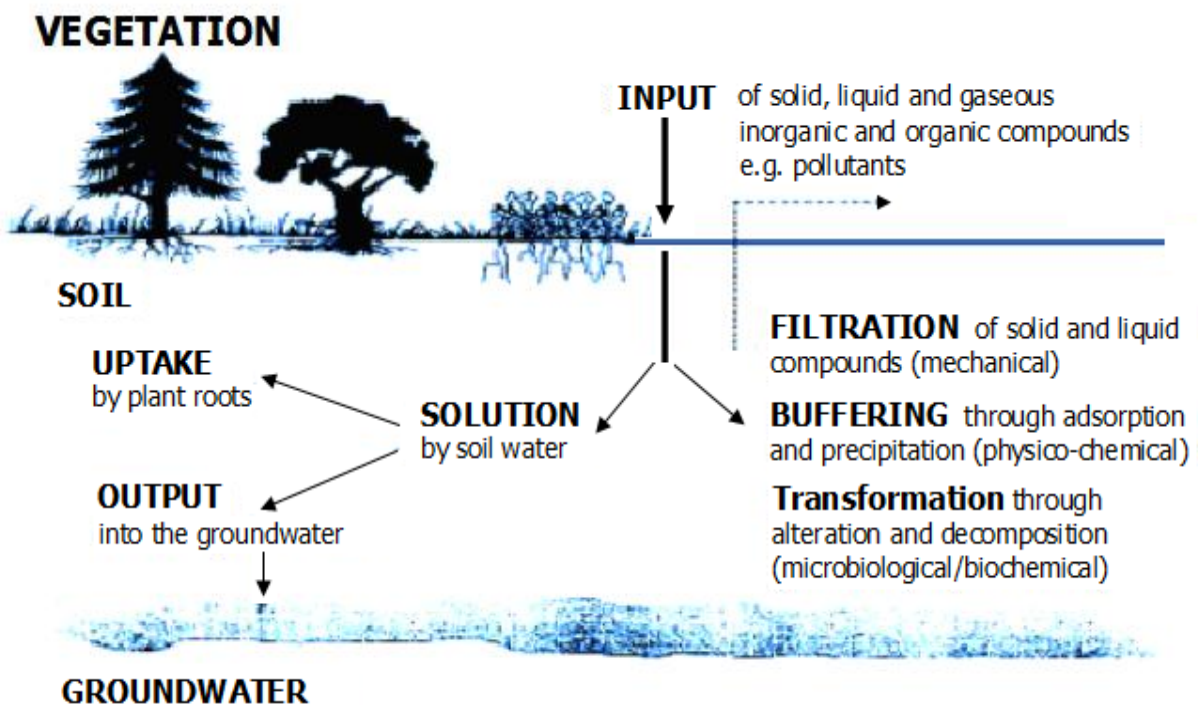 VEGETATION
INPUT of solid, liquid and gaseous
inorganic and organic compounds
e.g. pollutants
SOIL
FILTRATION of solid and liquid
compounds (mechanical)
UPTAKE
by plant roots
SOLUTION
by soil water
BUFFERING through adsorption
and precipitation (physico-chemical)
OUTPUT
into the groundwater
Transformation through
alteration and decomposition
(microbiological/biochemical)
GROUNDWATER